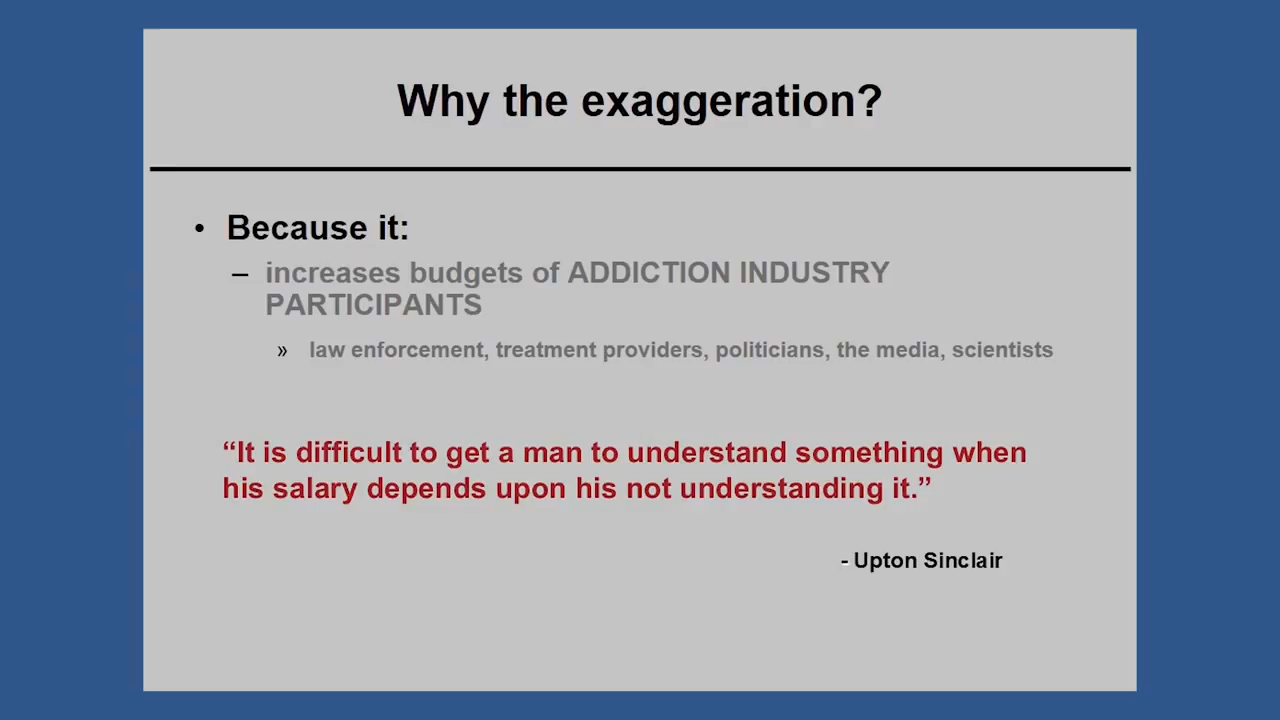 Why the exaggeration?
• Because it:
– increases budgets of ADDICTION INDUSTRY
PARTICIPANTS
» law enforcement, treatment providers, politicians, the media, scientists
“It is difficult to get a man to understand something when
his salary depends upon his not understanding it.”
- Upton Sinclair